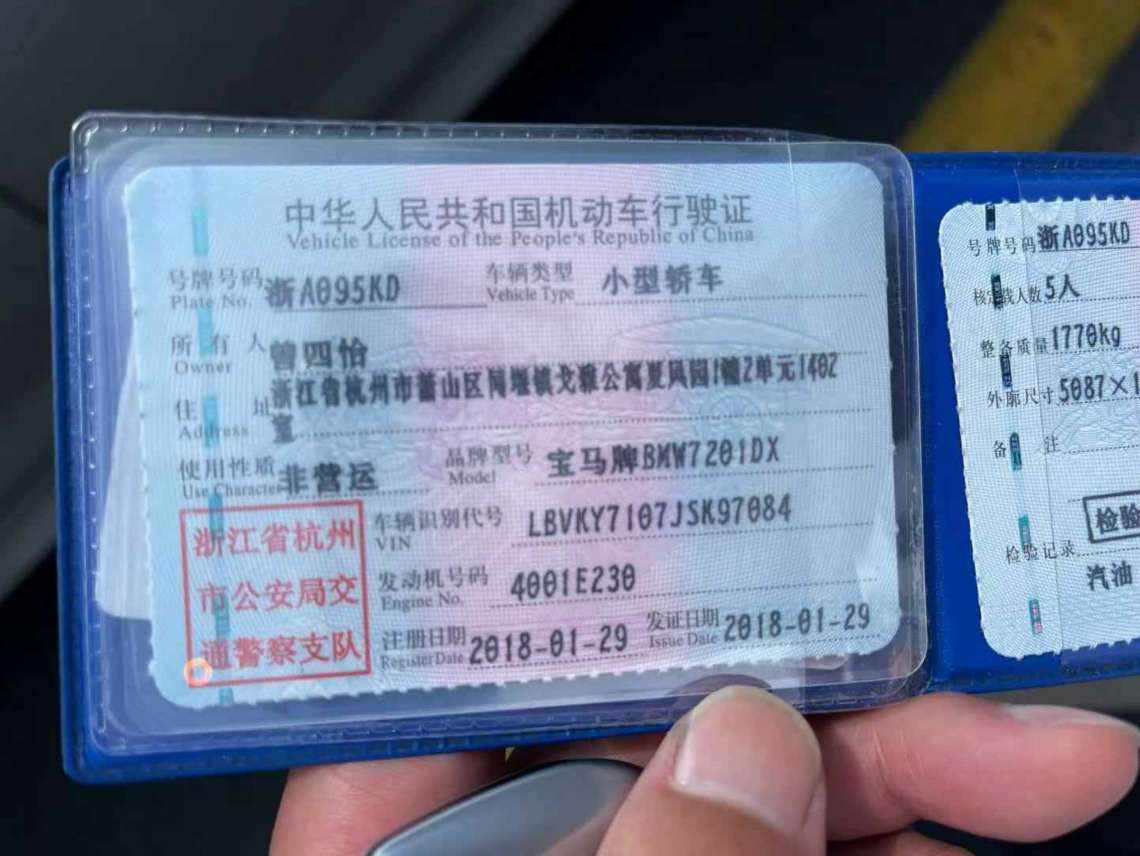 中华人民共和国机动车行驶证
Vehicle License of the People's Republic of China
号牌号码 浙A095KD 车辆类型 小型轿车
Plate No. Vehicle Type
所有人 曾四怡
Owner
住址 浙江省杭州市萧山区闻堰镇戈雅公寓夏风园1幢2单元1402
Address 室
使用性质 非营运 品牌型号 宝马牌BMW7201DX
Use Character Model
浙江省杭州
市公安局交
通警察支队
车辆识别代号 LBVKY7107JSK97084
VIN
发动机号码 4001E230
Engine No.
注册日期 2018-01-29 发证日期 2018-01-29
Register Date Issue Date
号牌号码 浙A095KD
核定载人数 5人
整备质量 1770kg
外廓尺寸 5087×1
备注
检验
检验记录
汽油